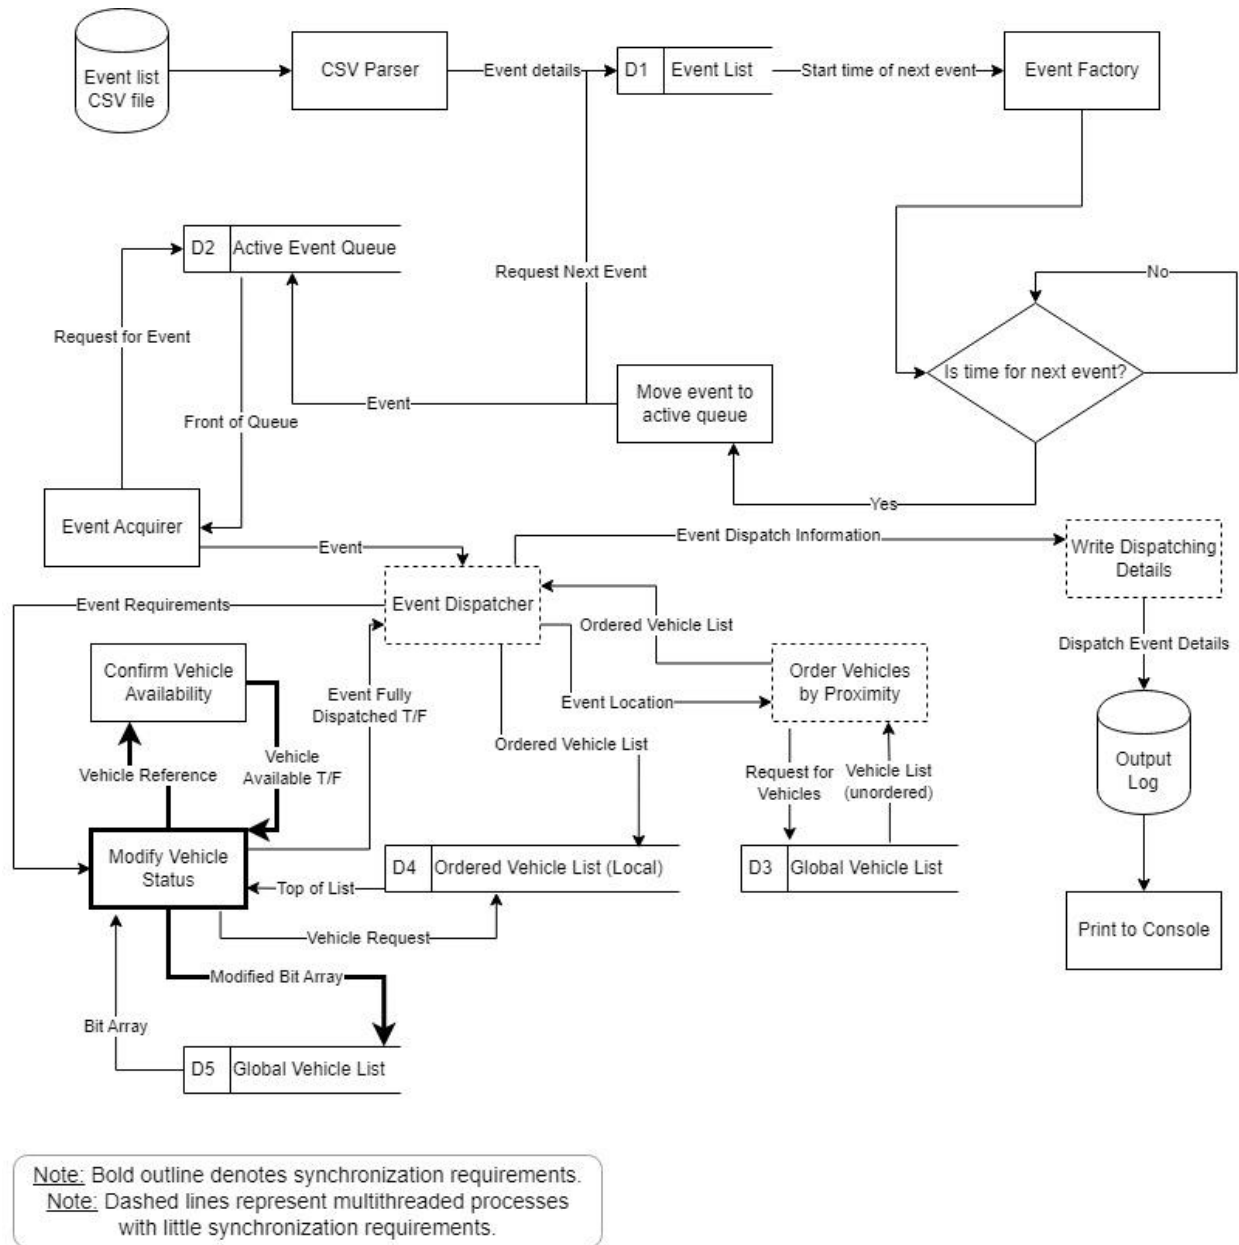 Event list
CSV file
CSV Parser
Event details
D1
Event List
Start time of next event
Event Factory
D2
Active Event Queue
Request Next Event
No
Request for Event
Is time for next event?
Move event to
active queue
Event
Front of Queue
Yes
Event Acquirer
Event
Event Dispatch Information
Write Dispatching
Details
Event Requirements
Event Dispatcher
Ordered Vehicle List
Dispatch Event Details
Confirm Vehicle
Availability
Event Fully
Dispatched T/F
Order Vehicles
by Proximity
Event Location
Ordered Vehicle List
Vehicle
Available T/F
Vehicle Reference
Request for
Vehicles
Vehicle List
(unordered)
Output
Log
Modify Vehicle
Status
Top of List
D4
Ordered Vehicle List (Local)
D3
Global Vehicle List
Vehicle Request
Print to Console
Modified Bit Array
Bit Array
D5
Global Vehicle List
Note: Bold outline denotes synchronization requirements.
Note: Dashed lines represent multithreaded processes
with little synchronization requirements.